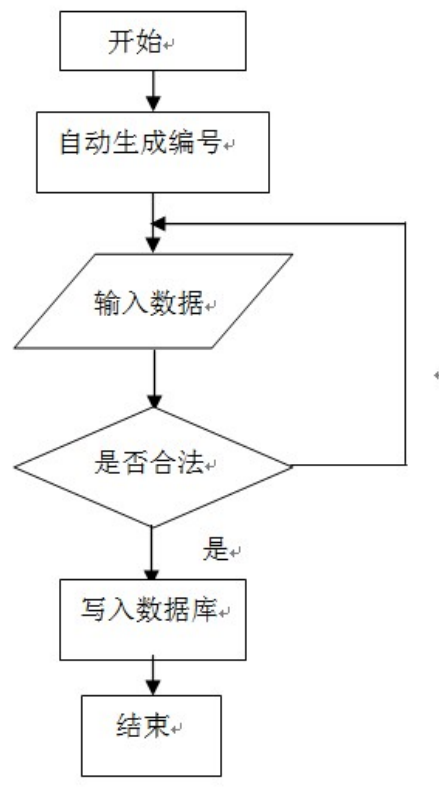 开始
自动生成编号
输入数据
是否合法
是
写入数据库
结束